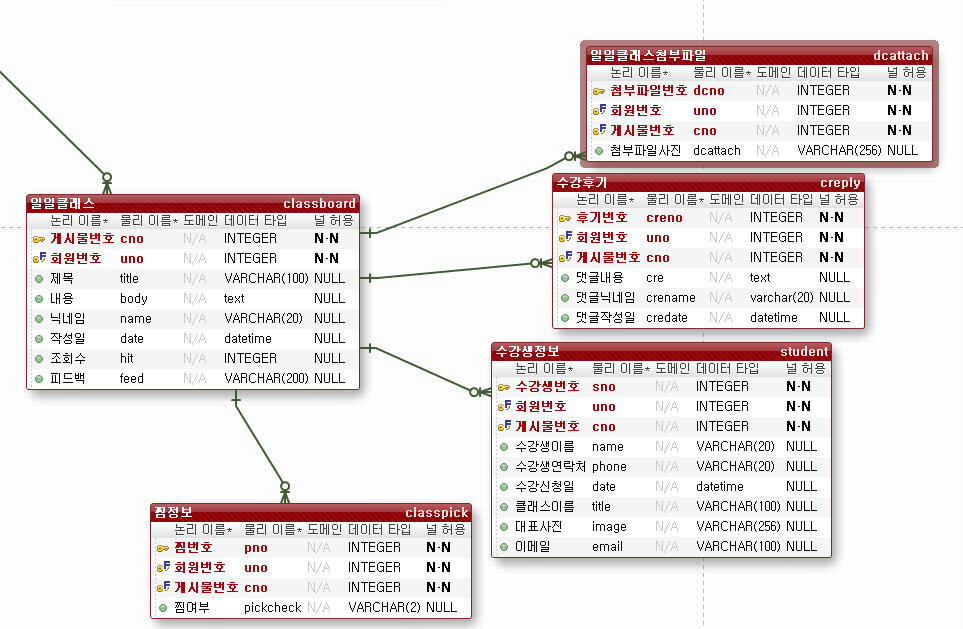 일일클래스첨부파일 dcattach
논리 이름* 물리 이름* 도메인 데이터 타입 널 허용
첨부파일번호 dcno N/A INTEGER N·N
회원번호 uno N/A INTEGER N·N
게시물번호 cno N/A INTEGER N·N
첨부파일사진 dcattach N/A VARCHAR(256) NULL
수강후기 creply
논리 이름* 물리 이름* 도메인 데이터 타입 널 허용
후기번호 creno N/A INTEGER N·N
회원번호 uno N/A INTEGER N·N
게시물번호 cno N/A INTEGER N·N
댓글내용 cre N/A text NULL
댓글닉네임 crename N/A varchar(20) NULL
댓글작성일 credate N/A datetime NULL
일일클래스 classboard
논리 이름* 물리 이름* 도메인 데이터 타입 널 허용
게시물번호 cno N/A INTEGER N·N
회원번호 uno N/A INTEGER N·N
제목 title N/A VARCHAR(100) NULL
내용 body N/A text NULL
닉네임 name N/A VARCHAR(20) NULL
작성일 date N/A datetime NULL
조회수 hit N/A INTEGER NULL
피드백 feed N/A VARCHAR(200) NULL
수강생정보 student
논리 이름* 물리 이름* 도메인 데이터 타입 널 허용
수강생번호 sno N/A INTEGER N·N
회원번호 uno N/A INTEGER N·N
게시물번호 cno N/A INTEGER N·N
수강생이름 name N/A VARCHAR(20) NULL
수강생연락처 phone N/A VARCHAR(20) NULL
수강신청일 date N/A datetime NULL
클래스이름 title N/A VARCHAR(100) NULL
대표사진 image N/A VARCHAR(256) NULL
이메일 email N/A VARCHAR(100) NULL
찜정보 classpick
논리 이름* 물리 이름* 도메인 데이터 타입 널 허용
찜번호 pno N/A INTEGER N·N
회원번호 uno N/A INTEGER N·N
게시물번호 cno N/A INTEGER N·N
찜여부 pickcheck N/A VARCHAR(2) NULL